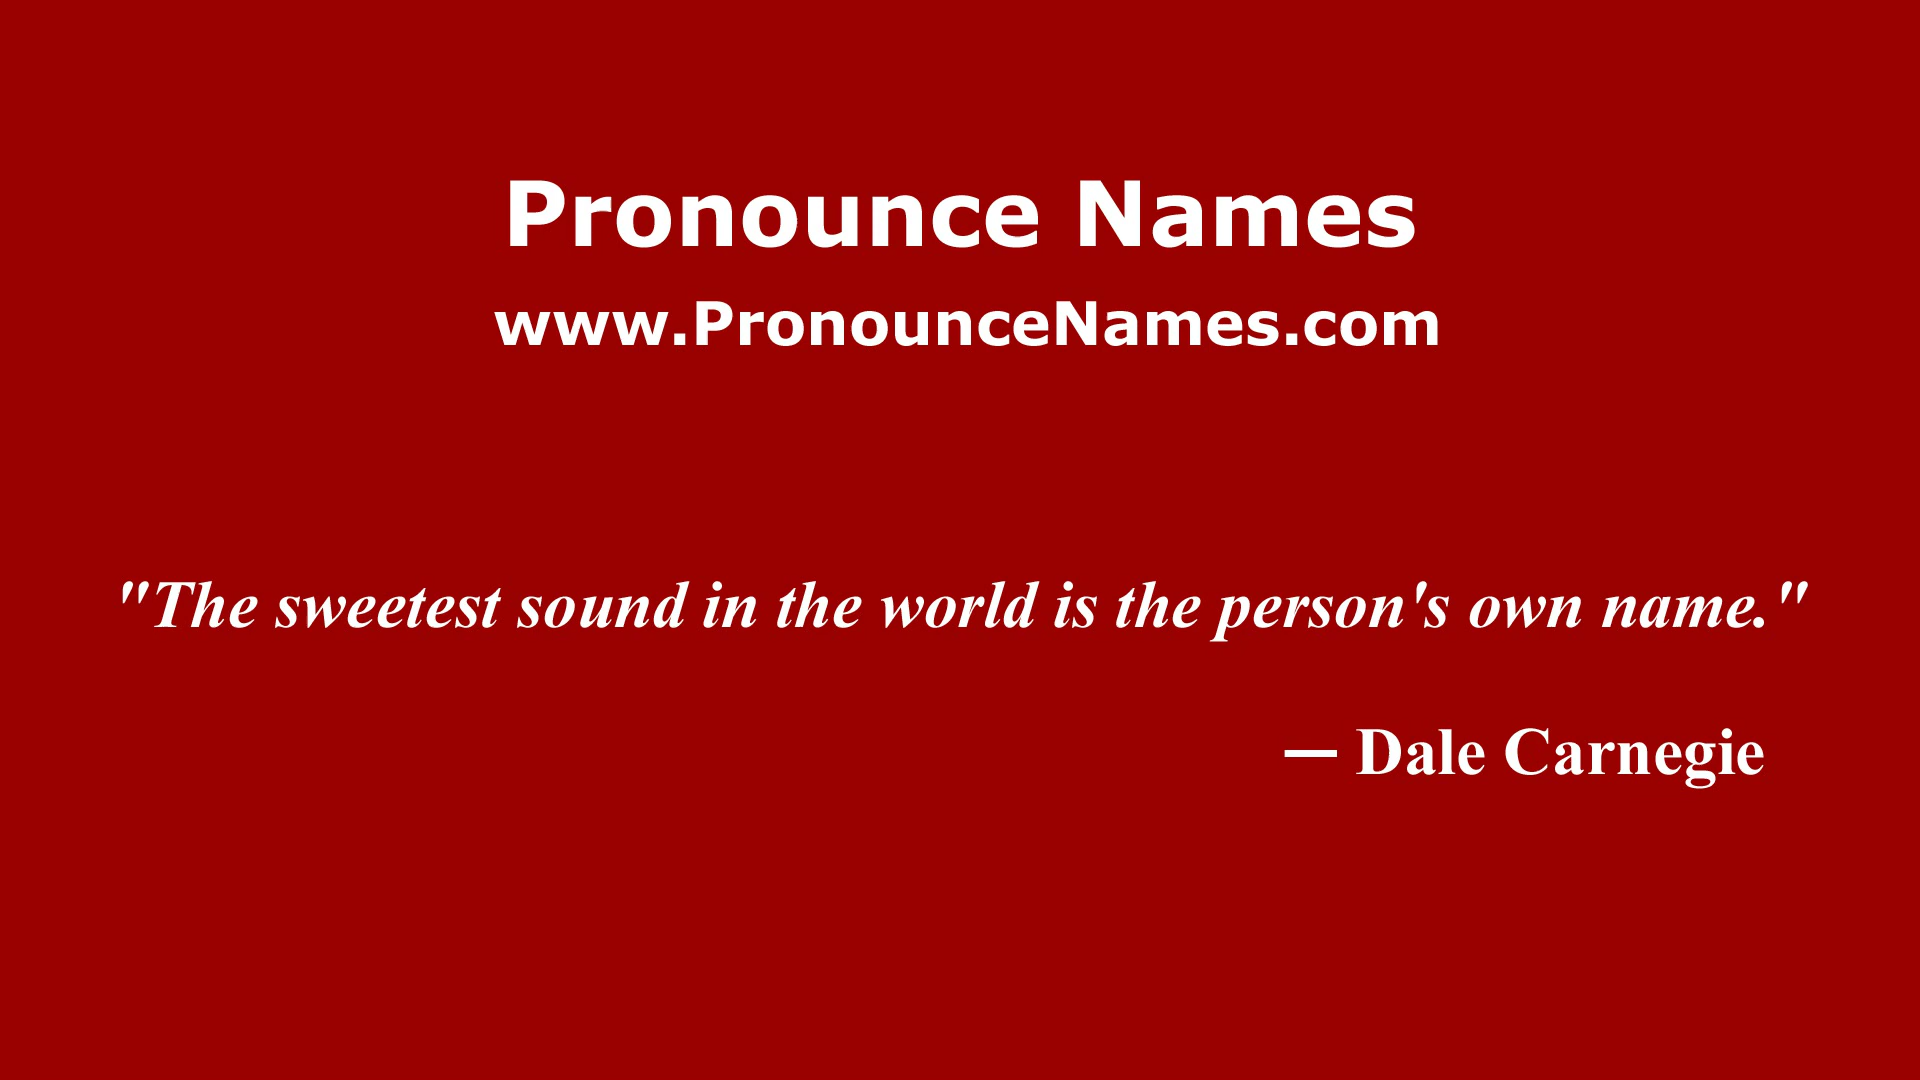 Pronounce Names
www.PronounceNames.com
"The sweetest sound in the world is the person's own name."
— Dale Carnegie